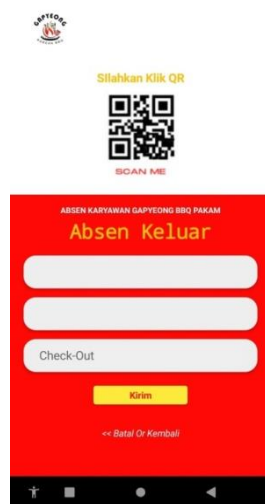 GAPYEONG
SIlahkan Klik QR
SCAN ME
ABSEN KARYAWAN GAPYEONG BBQ PAKAM
Absen Keluar
Check-Out
Kirim
<< Batal Or Kembali